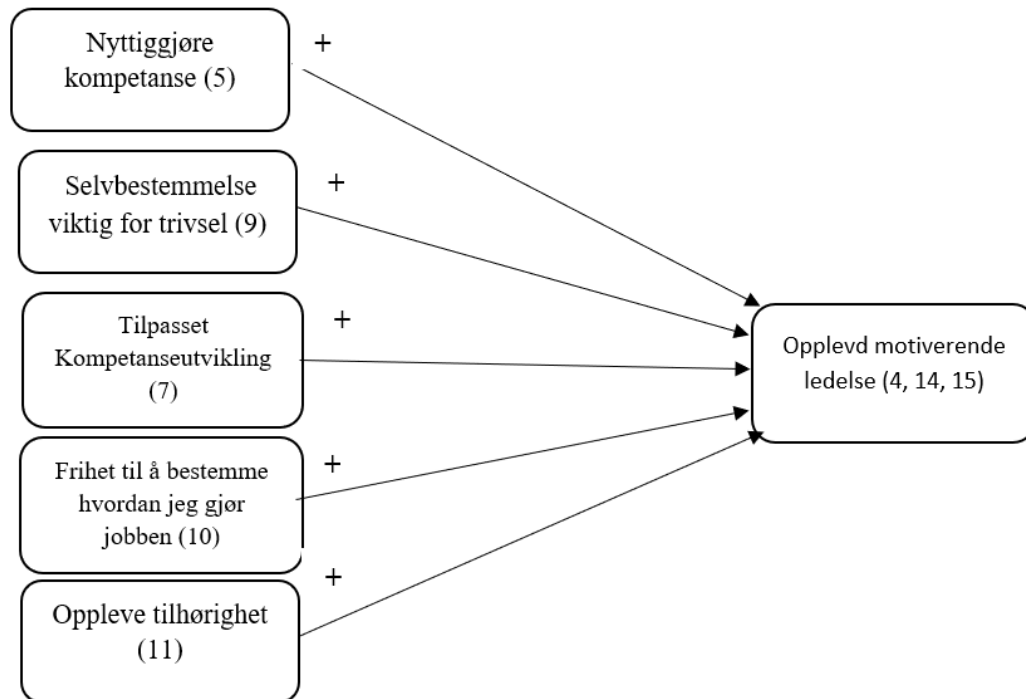 Nyttiggjøre
kompetanse (5)
+
Selvbestemmelse
viktig for trivsel (9)
+
Tilpasset
Kompetanseutvikling
(7)
+
Frihet til å bestemme
hvordan jeg gjør
jobben (10)
+
Oppleve tilhørighet
(11)
+
Opplevd motiverende
ledelse (4, 14, 15)